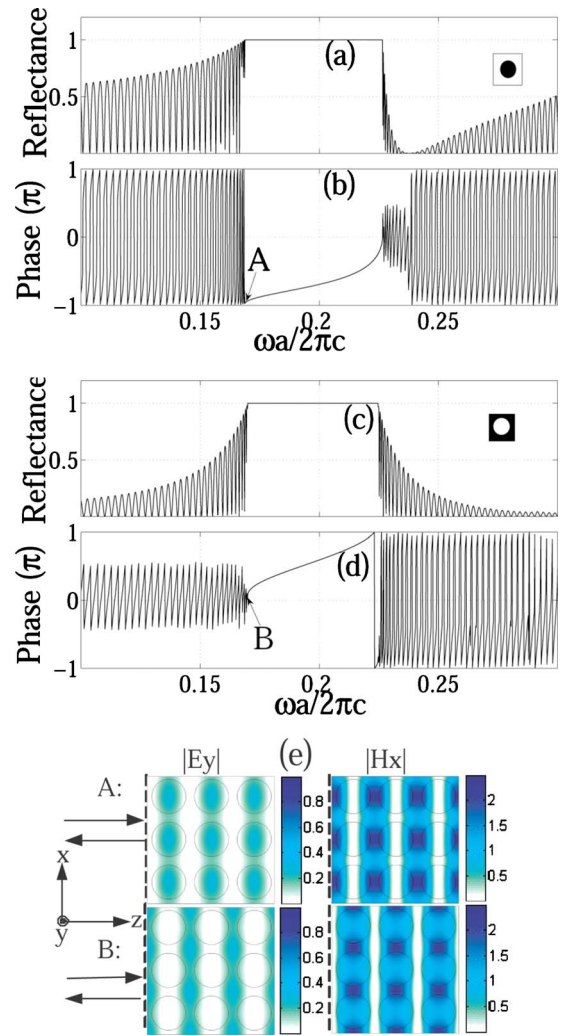 Reflectance
1
0.5
(a)
Phase (π)
1
0
−1
(b)
A
0.15
0.2
0.25
ωa/2πc
Reflectance
1
0.5
(c)
Phase (π)
1
0
−1
(d)
B
0.15
0.2
0.25
ωa/2πc
|Ey|
(e)
|Hx|
A:
0.8
0.6
0.4
0.2
2
1.5
1
0.5
x
y
z
B:
0.8
0.6
0.4
0.2
2
1.5
1
0.5